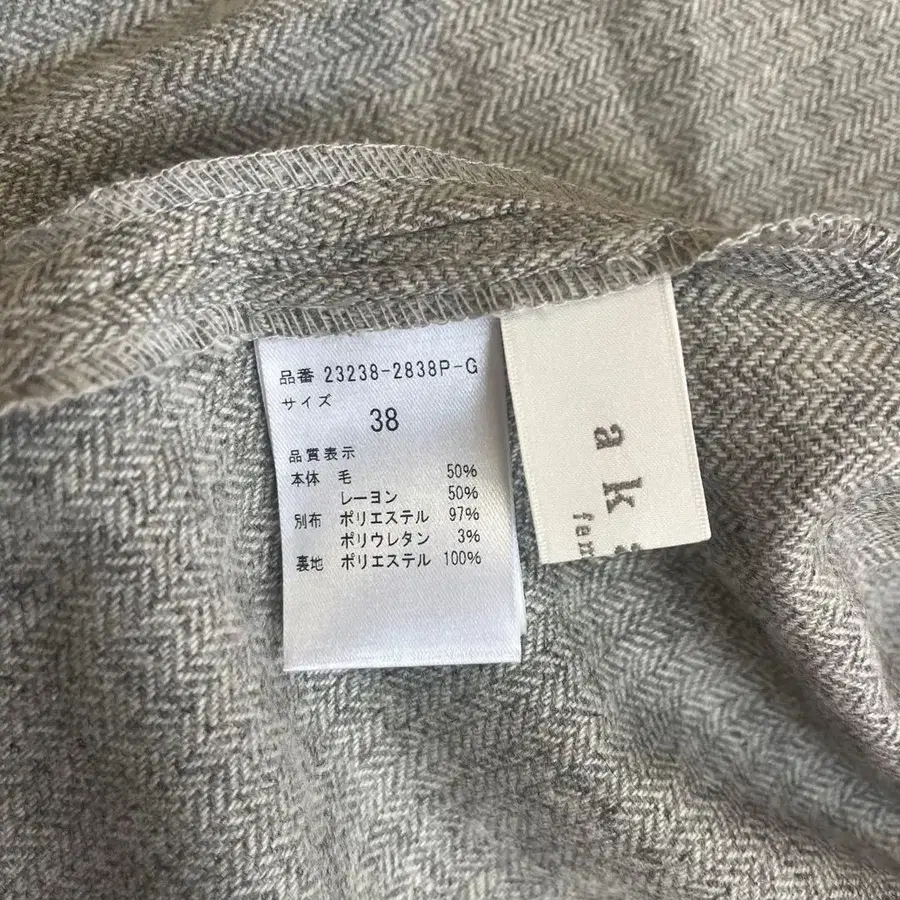 品番 23238-2838P-G
サイズ
38
品質表示
本体 毛 50%
レーヨン 50%
別布 ポリエステル 97%
ポリウレタン 3%
裏地 ポリエステル 100%
a k